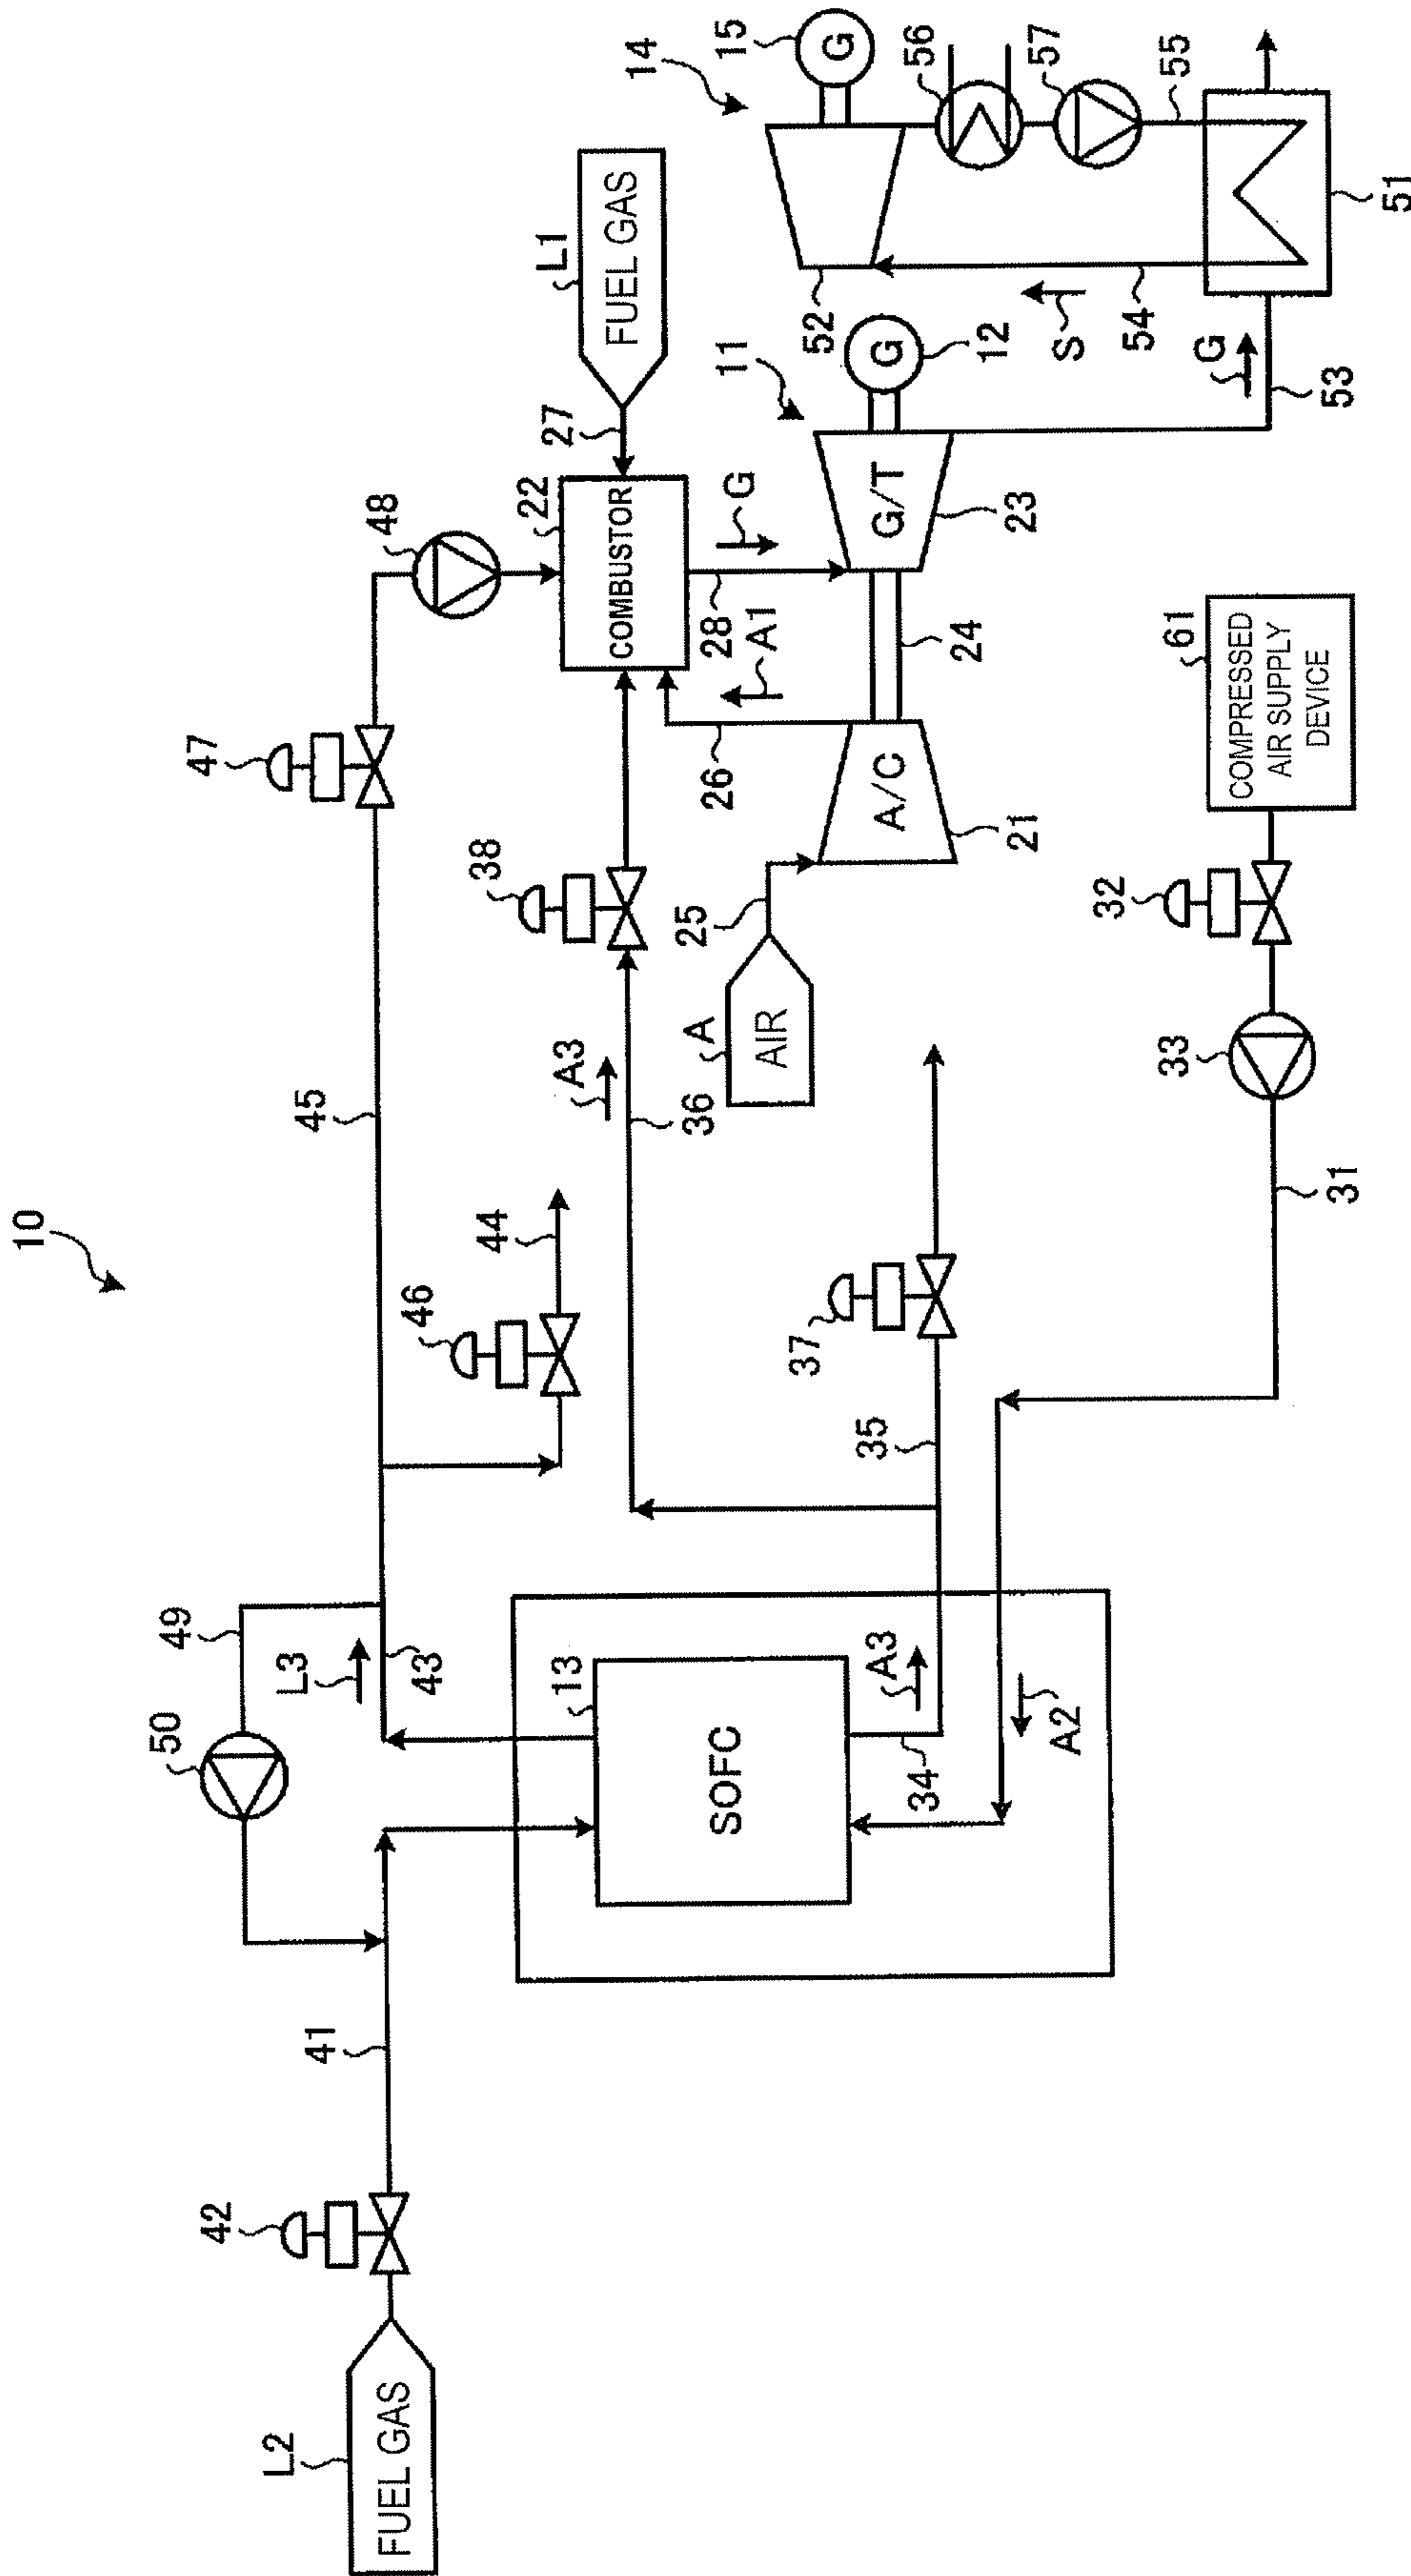 10
L2
FUEL GAS
42
41
50
49
L3
43
45
44
46
47
48
L1
FUEL GAS
27
22
COMBUSTOR
13
SOFC
A3
34
A2
35
37
36
A3
38
A
AIR
25
26
A1
28
G
A/C
21
24
G/T
23
11
G
12
14
15
G
52
56
57
55
54
S
G
53
51
31
33
32
61
COMPRESSED
AIR SUPPLY
DEVICE